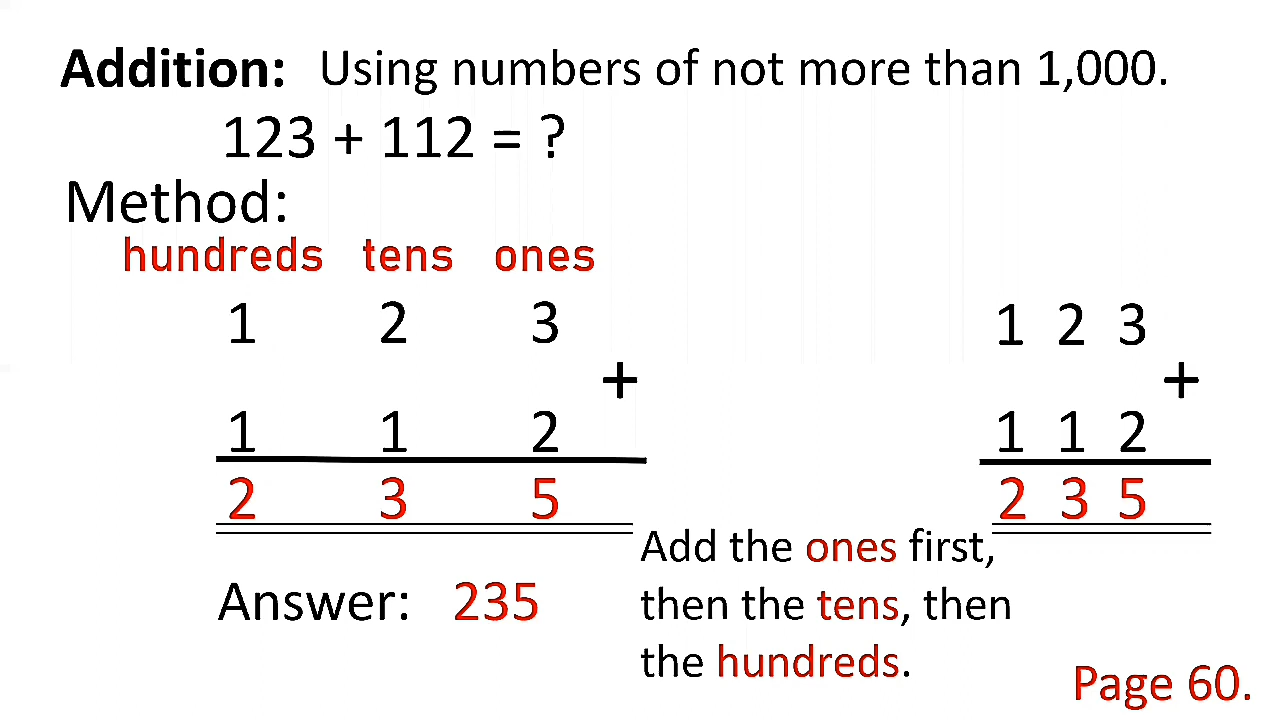 Addition: Using numbers of not more than 1,000.
123 + 112 = ?
Method:
hundreds tens ones
1 2 3
+
1 1 2
2 3 5
1 2 3
+
1 1 2
2 3 5
Answer: 235
Add the ones first,
then the tens, then
the hundreds.
Page 60.